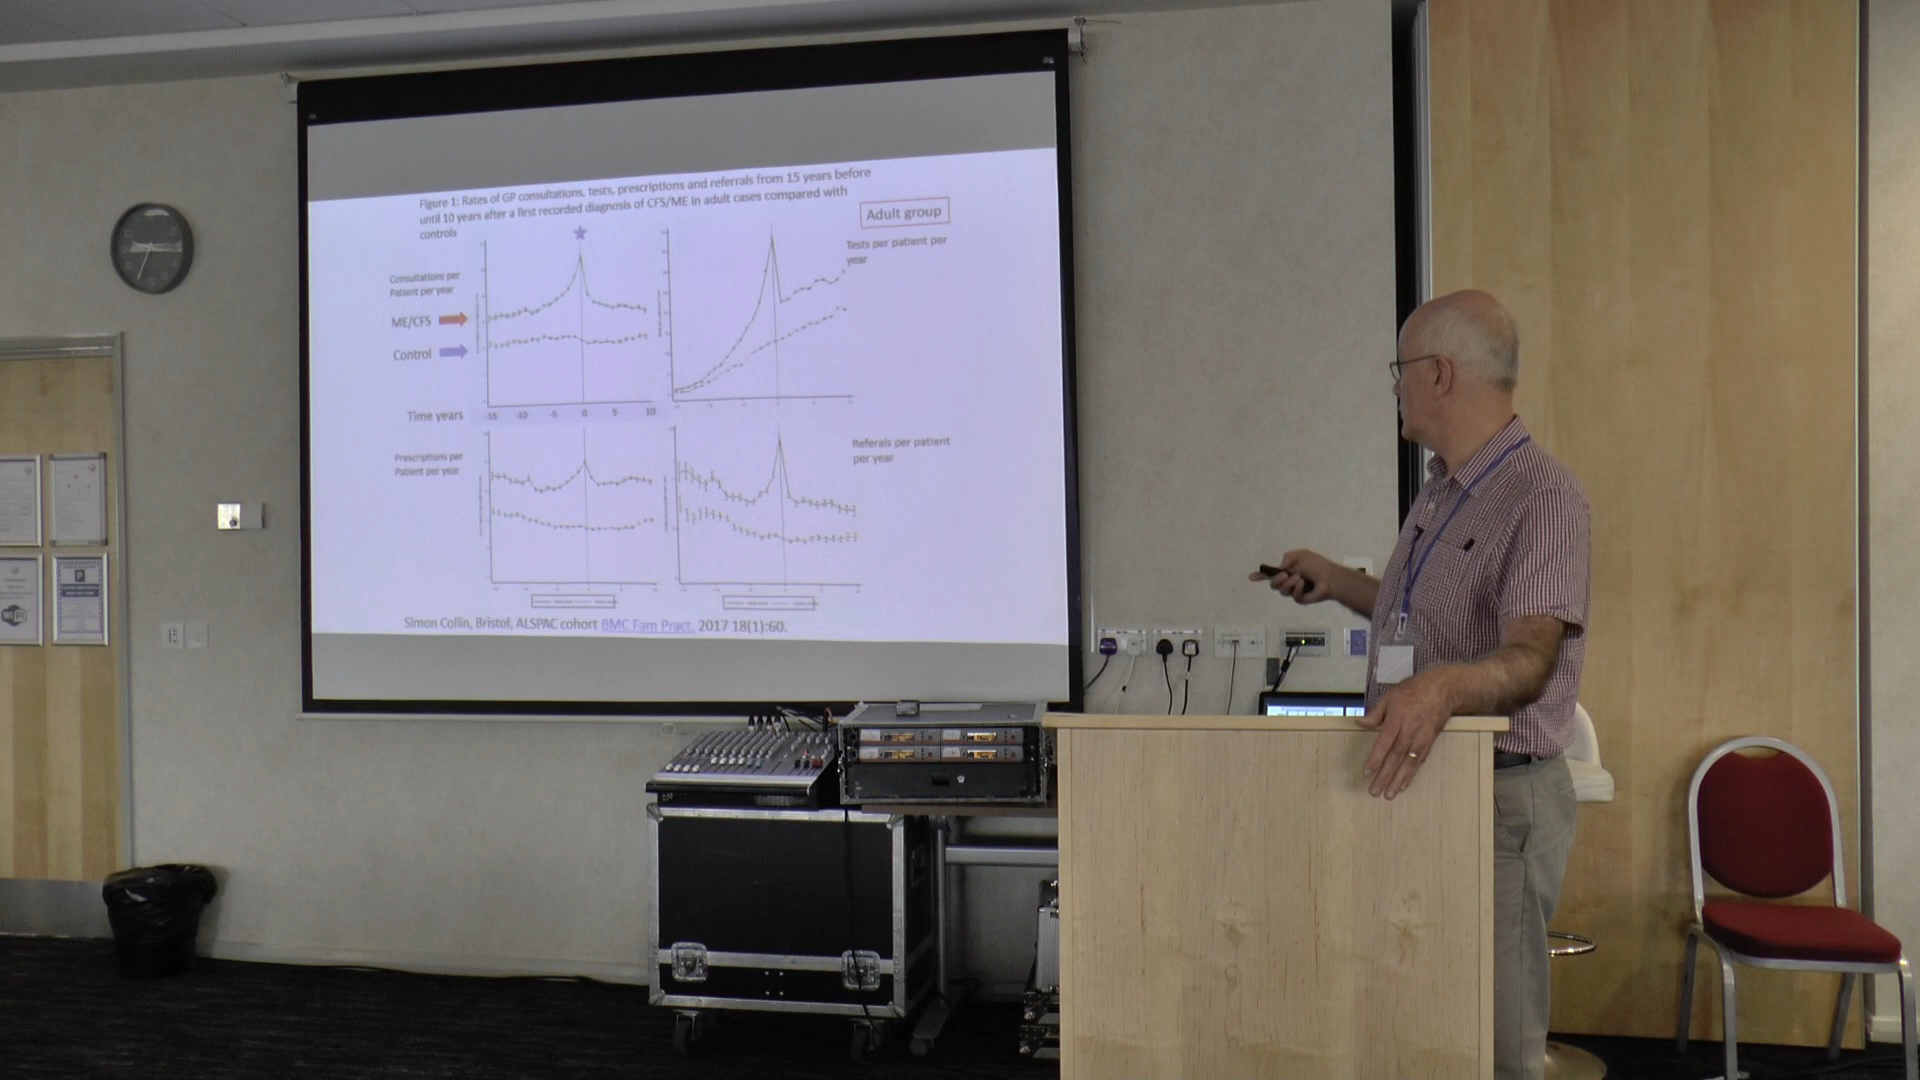 Figure 1: Rates of GP consultations, tests, prescriptions and referrals from 15 years before
until 10 years after a first recorded diagnosis of CFS/ME in adult cases compared with
controls
Adult group
Consultations per
Patient per year
Tests per patient per
year
ME/CFS
Control
Time years
-15 -10 -5 0 5 10
Prescriptions per
Patient per year
Referals per patient
per year
Simon Collin, Bristol, ALSPAC cohort BMC Fam Pract. 2017 18(1):60.
P
WiFi